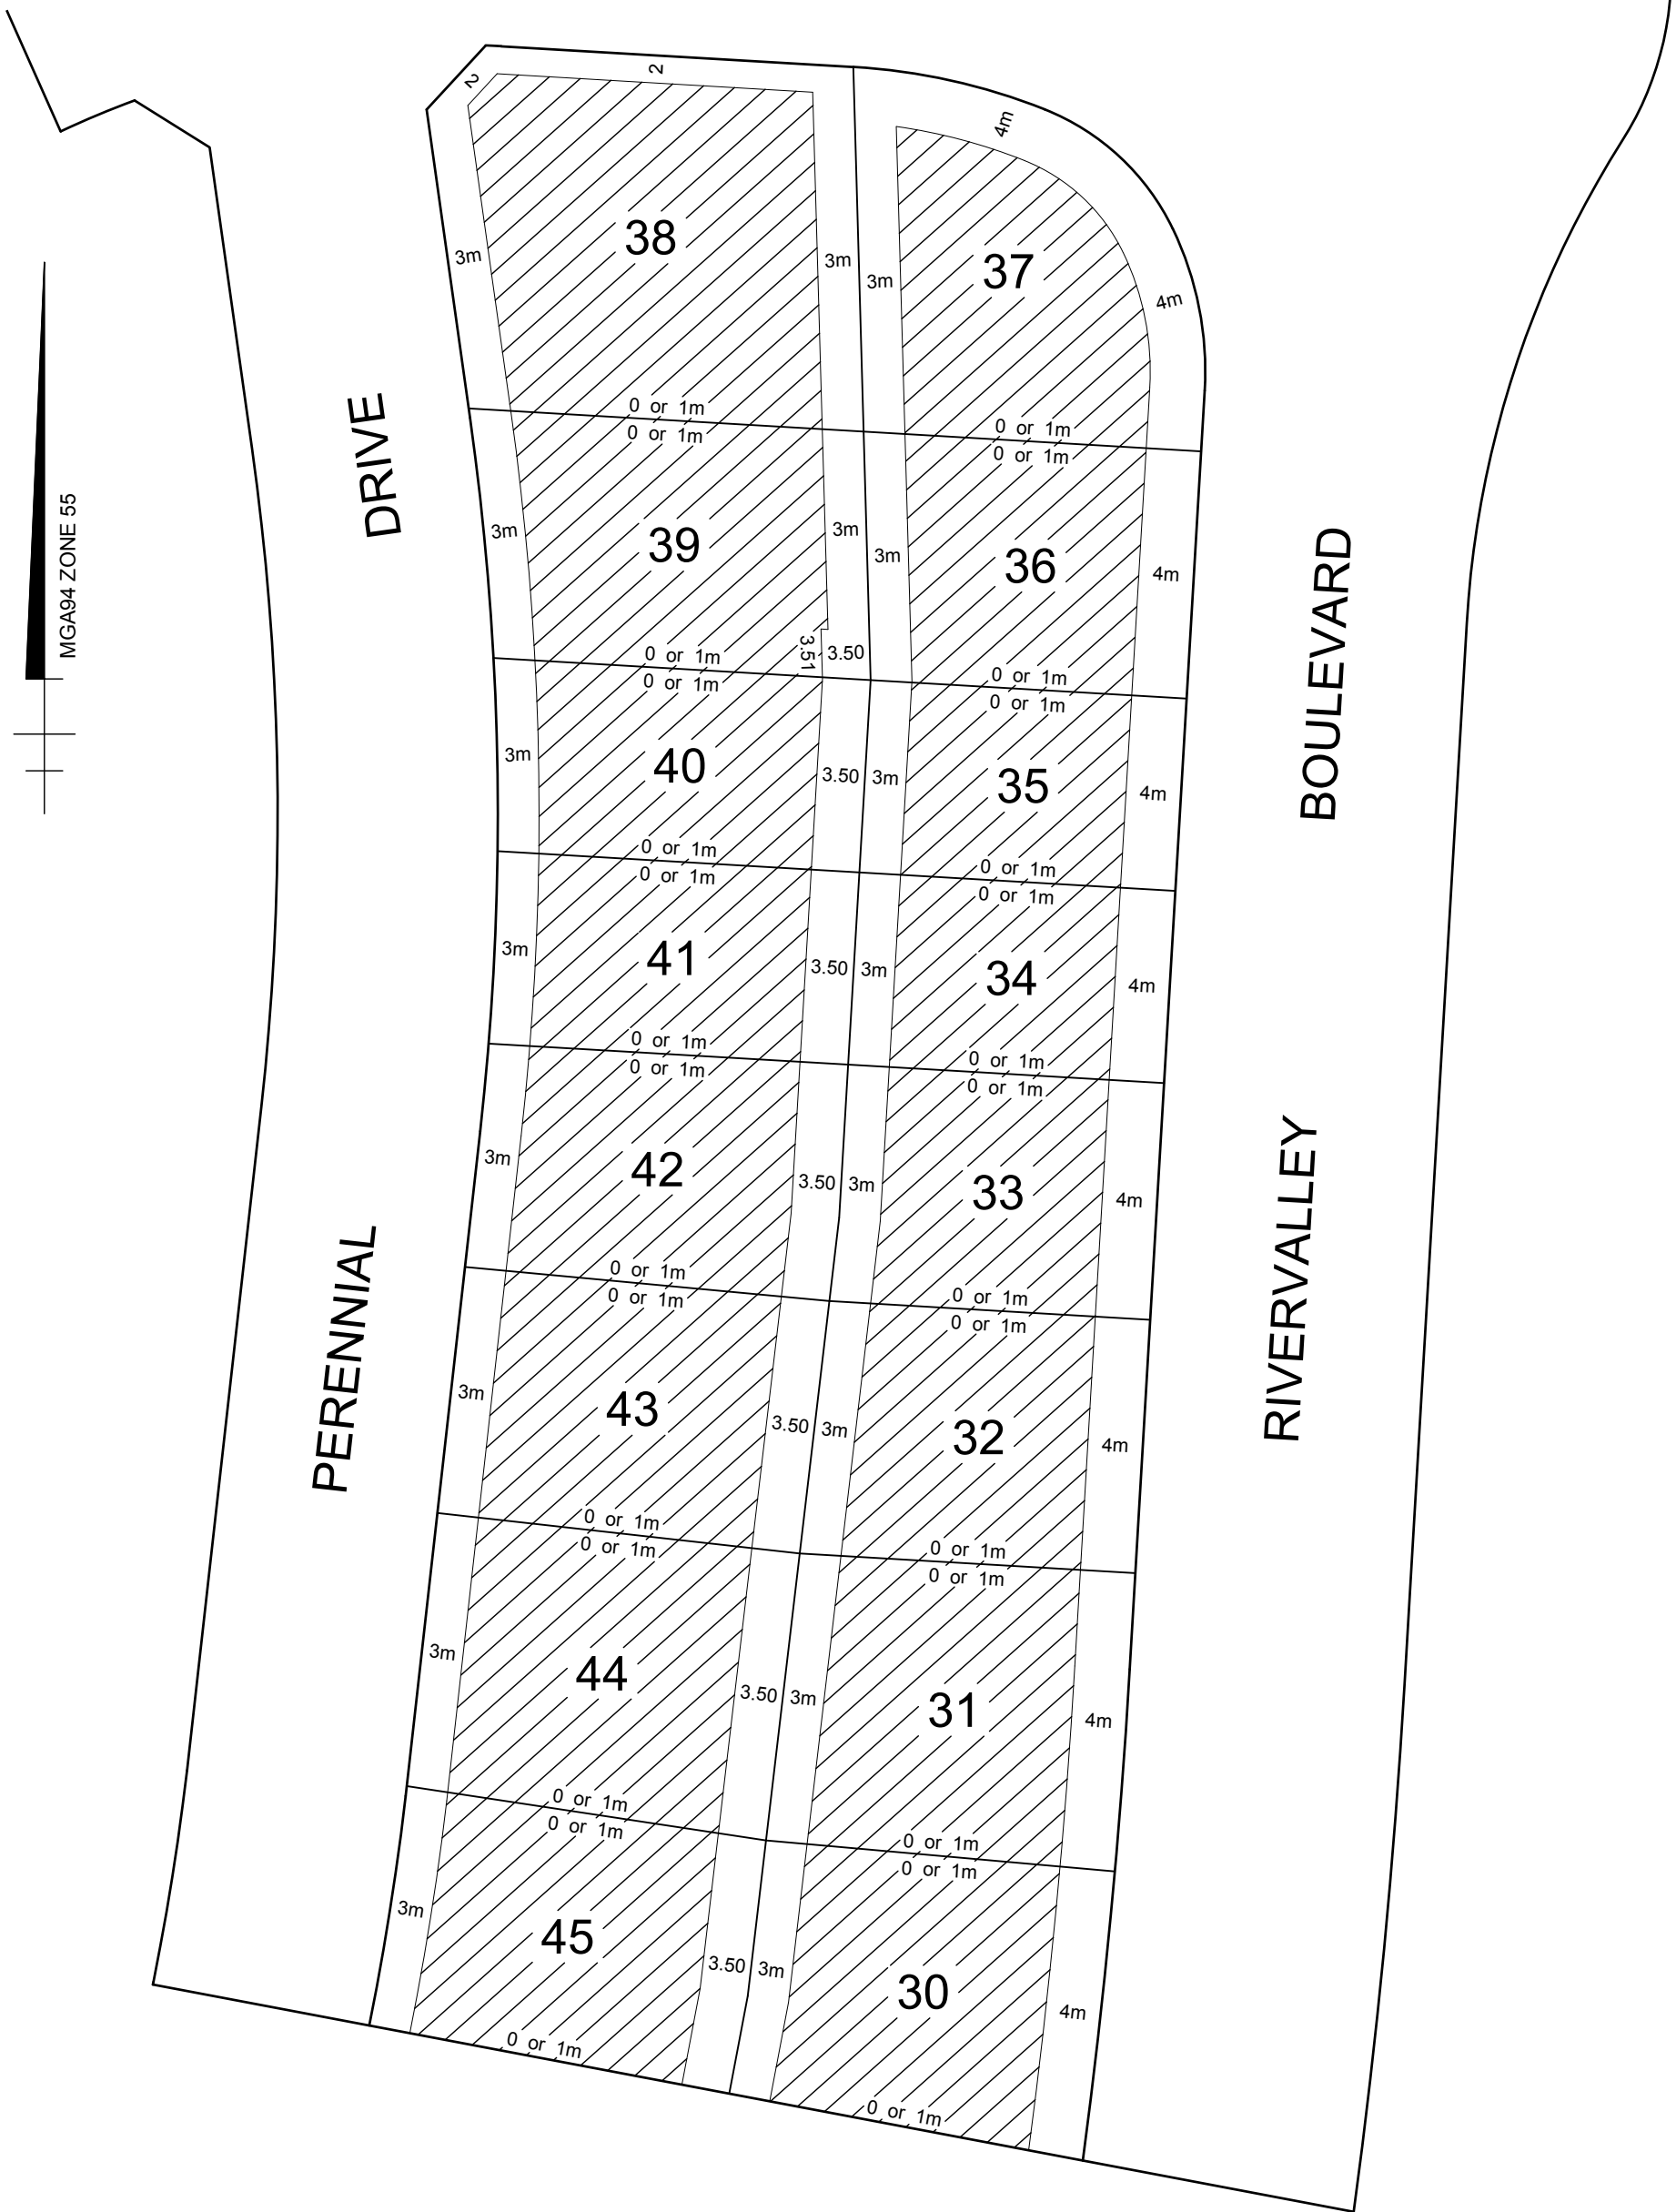 2
2
4m
38
37
3m
3m
3m
4m
0 or 1m
0 or 1m
0 or 1m
0 or 1m
DRIVE
MGA94 ZONE 55
3m
39
3m
3m
36
4m
BOULEVARD
3.51
3.50
0 or 1m
0 or 1m
0 or 1m
0 or 1m
3m
40
3.50
3m
35
4m
0 or 1m
0 or 1m
0 or 1m
0 or 1m
3m
41
3.50
3m
34
4m
0 or 1m
0 or 1m
0 or 1m
0 or 1m
3m
42
3.50
3m
33
4m
RIVERVALLEY
PERENNIAL
0 or 1m
0 or 1m
0 or 1m
0 or 1m
3m
43
3.50
3m
32
4m
0 or 1m
0 or 1m
0 or 1m
0 or 1m
3m
44
3.50
3m
31
4m
0 or 1m
0 or 1m
0 or 1m
0 or 1m
3m
45
3.50
3m
30
4m
0 or 1m
0 or 1m